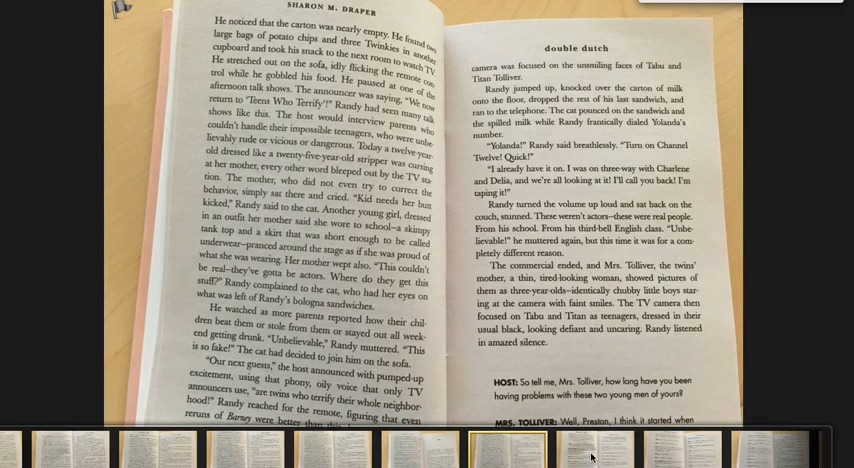 SHARON M. DRAPER
He noticed that the carton was nearly empty. He found two
large bags of potato chips and three Twinkies in another
cupboard and took his snack to the next room to watch TV.
He stretched out on the sofa, idly flicking the remote con-
trol while he gobbled his food. He paused at one of the
afternoon talk shows. The announcer was saying, “We now
return to ‘Teens Who Terrify’!” Randy had seen many talk
shows like this. The host would interview parents who
couldn’t handle their impossible teenagers, who were unbe-
lievably rude or vicious or dangerous. Today a twelve-year-
old dressed like a twenty-five-year-old stripper was cursing
at her mother, every other word bleeped out by the TV sta-
tion. The mother, who did not even try to correct the
behavior, simply sat there and cried. “Kid needs her butt
kicked,” Randy said to the cat. Another young girl, dressed
in an outfit her mother said she wore to school—a skimpy
tank top and a skirt that was short enough to be called
underwear—pranced around the stage as if she was proud of
what she was wearing. Her mother wept also. “This couldn’t
be real—they’ve gotta be actors. Where do they get this
stuff?” Randy complained to the cat, who had her eyes on
what was left of Randy’s bologna sandwiches.
He watched as more parents reported how their chil-
dren beat them or stole from them or stayed out all week-
end getting drunk. “Unbelievable,” Randy muttered. “This
is so fake!” The cat had decided to join him on the sofa.
“Our next guests,” the host announced with pumped-up
excitement, using that phony, oily voice that only TV
announcers use, “are twins who terrify their whole neighbor-
hood!” Randy reached for the remote, figuring that even
reruns of Barney were better than this
double dutch
camera was focused on the unsmiling faces of Tabu and
Titan Tolliver.
Randy jumped up, knocked over the carton of milk
onto the floor, dropped the rest of his last sandwich, and
ran to the telephone. The cat pounced on the sandwich and
the spilled milk while Randy frantically dialed Yolanda’s
number.
“Yolanda!” Randy said breathlessly. “Turn on Channel
Twelve! Quick!”
“I already have it on. I was on three-way with Charlene
and Delia, and we’re all looking at it! I’ll call you back! I’m
taping it!”
Randy turned the volume up loud and sat back on the
couch, stunned. These weren’t actors—these were real people.
From his school. From his third-bell English class. “Unbe-
lievable!” he muttered again, but this time it was for a com-
pletely different reason.
The commercial ended, and Mrs. Tolliver, the twins’
mother, a thin, tired-looking woman, showed pictures of
them as three-year-olds—identically chubby little boys star-
ing at the camera with faint smiles. The TV camera then
focused on Tabu and Titan as teenagers, dressed in their
usual black, looking defiant and uncaring. Randy listened
in amazed silence.
HOST: So tell me, Mrs. Tolliver, how long have you been
having problems with these two young men of yours?
MRS. TOLLIVER: Well, Preston, I think it started when